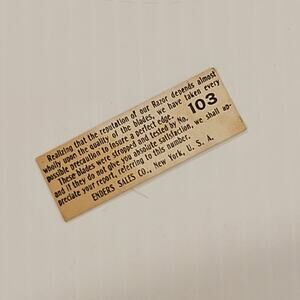 Realizing that the reputation of our Razor depends almost
wholly upon the quality of the blades, we have taken every
possible precaution to insure a perfect edge.
These blades were stropped and tested by No. 103
and if they do not give you absolute satisfaction, we shall ap-
preciate your report, referring to this number.
ENDERS SALES CO., New York, U. S. A.